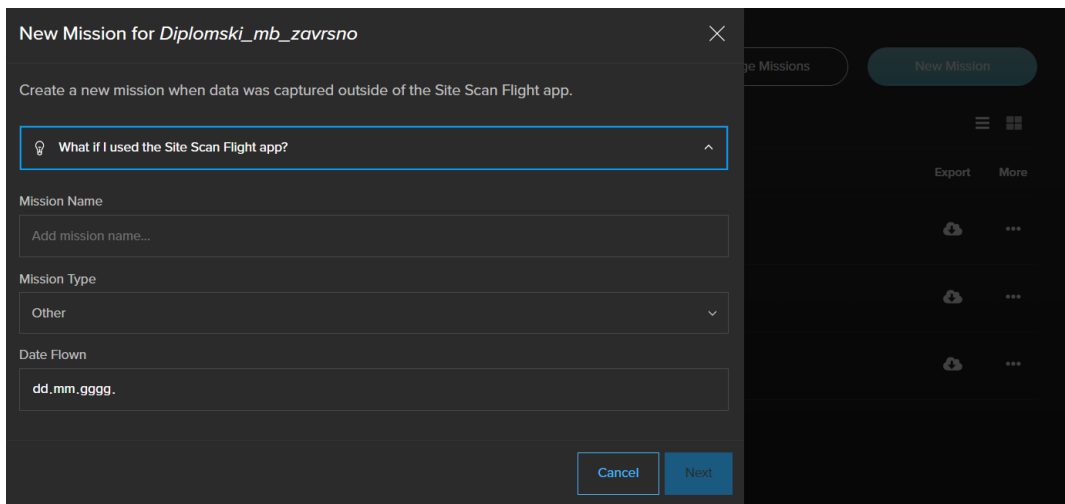 New Mission for Diplomski_mb_zavrsno
Create a new mission when data was captured outside of the Site Scan Flight app.
What if I used the Site Scan Flight app?
Mission Name
Add mission name...
Mission Type
Other
Date Flown
dd.mm.gggg.
Cancel Next
Missions New Mission
Export More